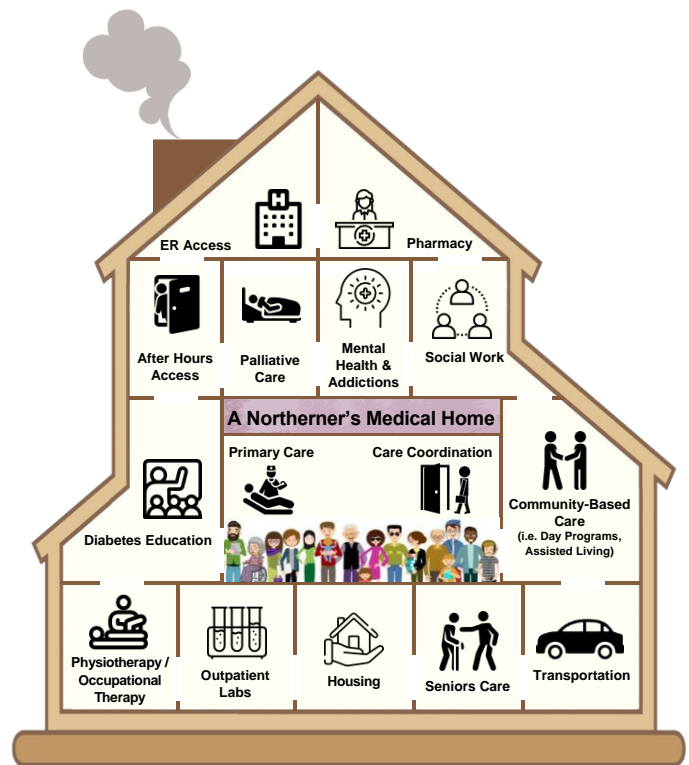 H
ER Access
Pharmacy
After Hours
Access
Palliative
Care
Mental
Health &
Addictions
Social Work
A Northerner's Medical Home
Primary Care
Care Coordination
Diabetes Education
Community-Based
Care
(i.e. Day Programs,
Assisted Living)
Physiotherapy /
Occupational
Therapy
Outpatient
Labs
Housing
Seniors Care
Transportation